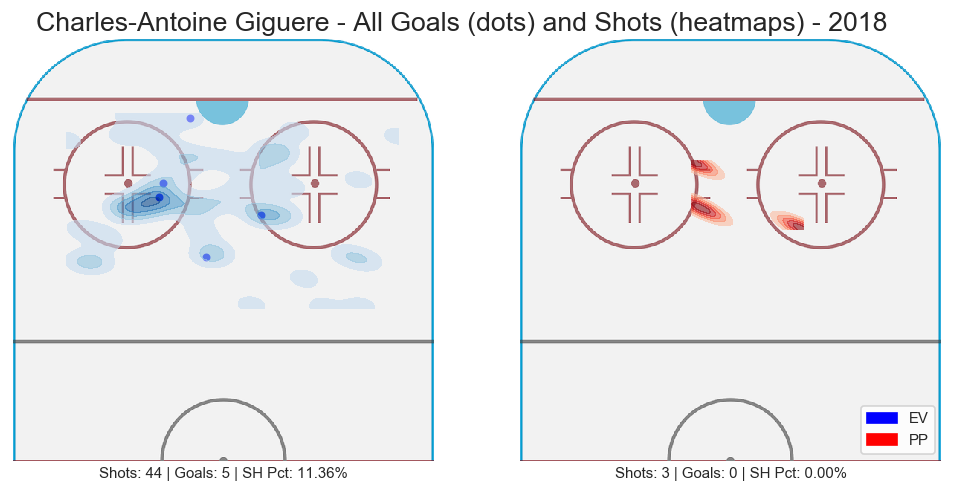 Charles-Antoine Giguere - All Goals (dots) and Shots (heatmaps) - 2018
EV
PP
Shots: 44 | Goals: 5 | SH Pct: 11.36%
Shots: 3 | Goals: 0 | SH Pct: 0.00%